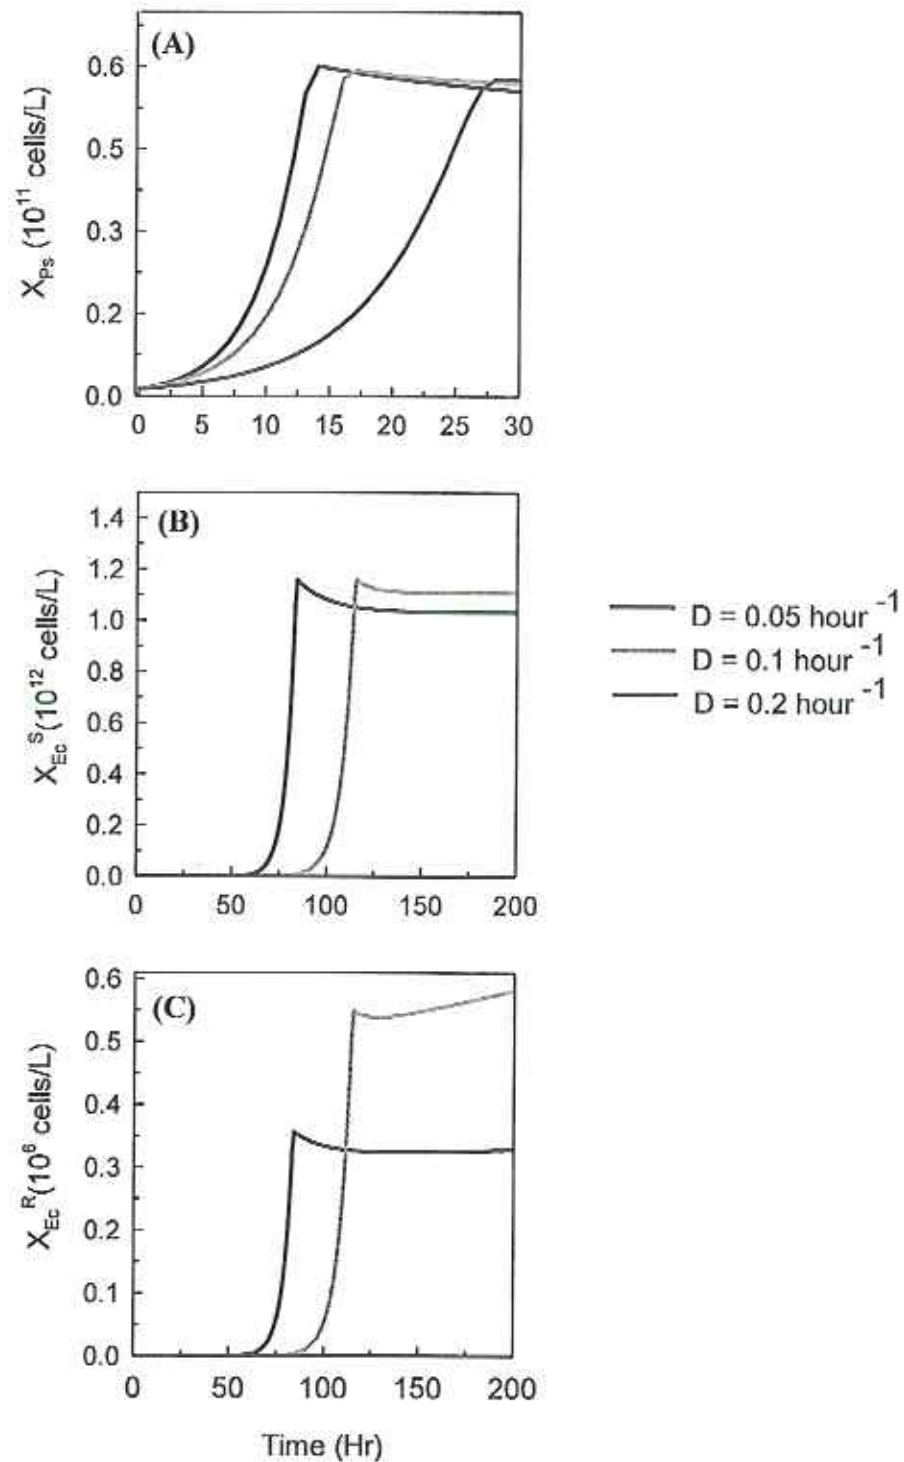 (A)
X_Ps (10^11 cells/L)
0.6
0.5
0.3
0.2
0.0
0 5 10 15 20 25 30
(B)
X_Ec^S (10^12 cells/L)
1.4
1.2
1.0
0.8
0.6
0.4
0.2
0.0
0 50 100 150 200
D = 0.05 hour^-1
D = 0.1 hour^-1
D = 0.2 hour^-1
(C)
X_Ec^R (10^6 cells/L)
0.6
0.5
0.4
0.3
0.2
0.1
0.0
0 50 100 150 200
Time (Hr)